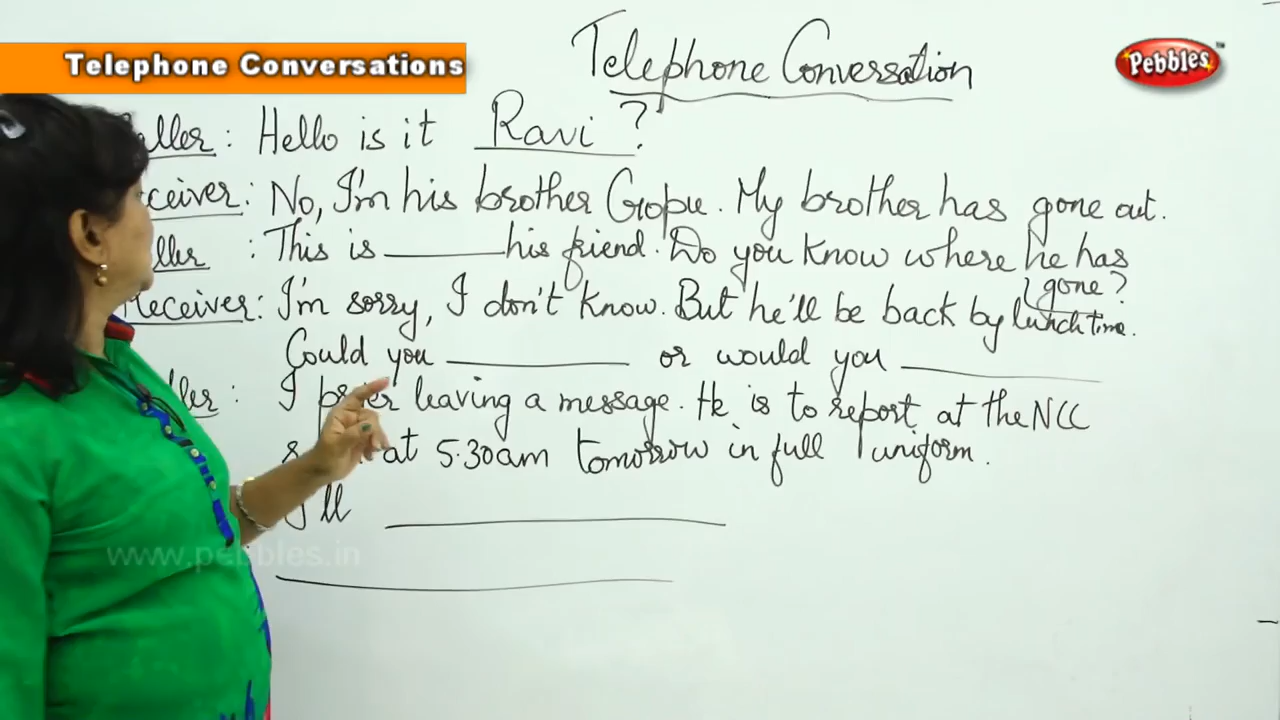 Telephone Conversations
Telephone Conversation
Pebbles™
aller: Hello is it Ravi?
ceiver: No, I'm his brother Gopu. My brother has gone out.
ller: This is ______ his friend. Do you know where he has
gone?
Receiver: I'm sorry, I don't know. But he'll be back by lunch time.
Could you ______ or would you ______
ller: I leaving a message. He is to report at the NCC
at 5.30am tomorrow in full uniform.
I'll ______
______
www.pebbles.in